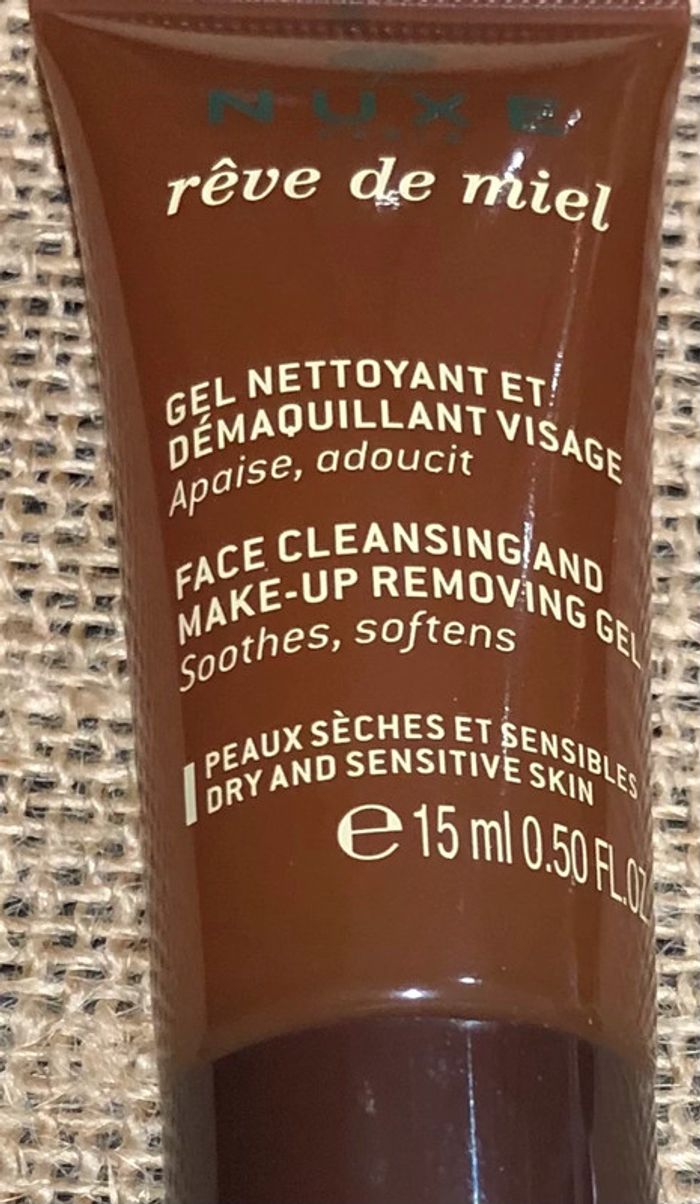 NUXE
PARIS
rêve de miel
GEL NETTOYANT ET
DÉMAQUILLANT VISAGE
Apaise, adoucit
FACE CLEANSING AND
MAKE-UP REMOVING GEL
Soothes, softens
PEAUX SÈCHES ET SENSIBLES
DRY AND SENSITIVE SKIN
℮ 15 ml 0.50 FL.OZ